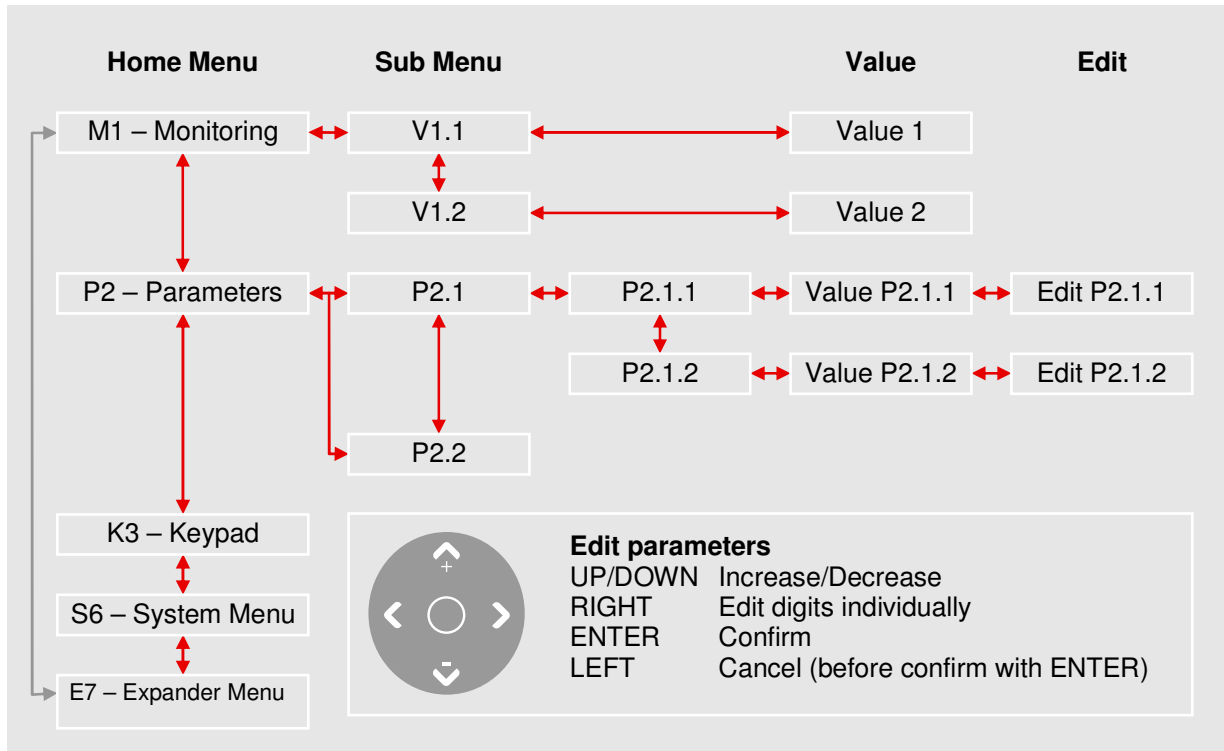 Home Menu Sub Menu Value Edit
M1 – Monitoring V1.1 Value 1
V1.2 Value 2
P2 – Parameters P2.1 P2.1.1 Value P2.1.1 Edit P2.1.1
P2.1.2 Value P2.1.2 Edit P2.1.2
P2.2
K3 – Keypad
S6 – System Menu
E7 – Expander Menu
+
-
Edit parameters
UP/DOWN Increase/Decrease
RIGHT Edit digits individually
ENTER Confirm
LEFT Cancel (before confirm with ENTER)